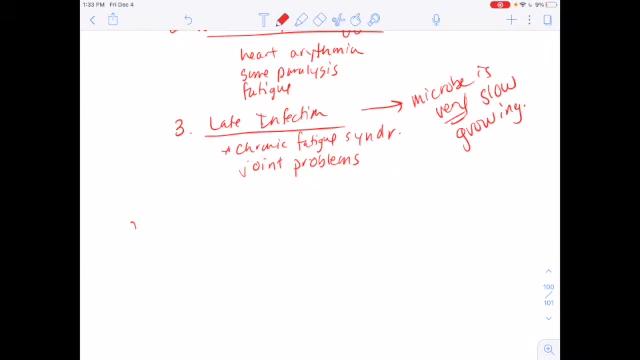 1:33 PM Fri Dec 4
9%
heart arythmia
some paralysis
fatigue
3. Late Infection → microbe is very slow growing.
* chronic fatigue syndr.
joint problems
100
101